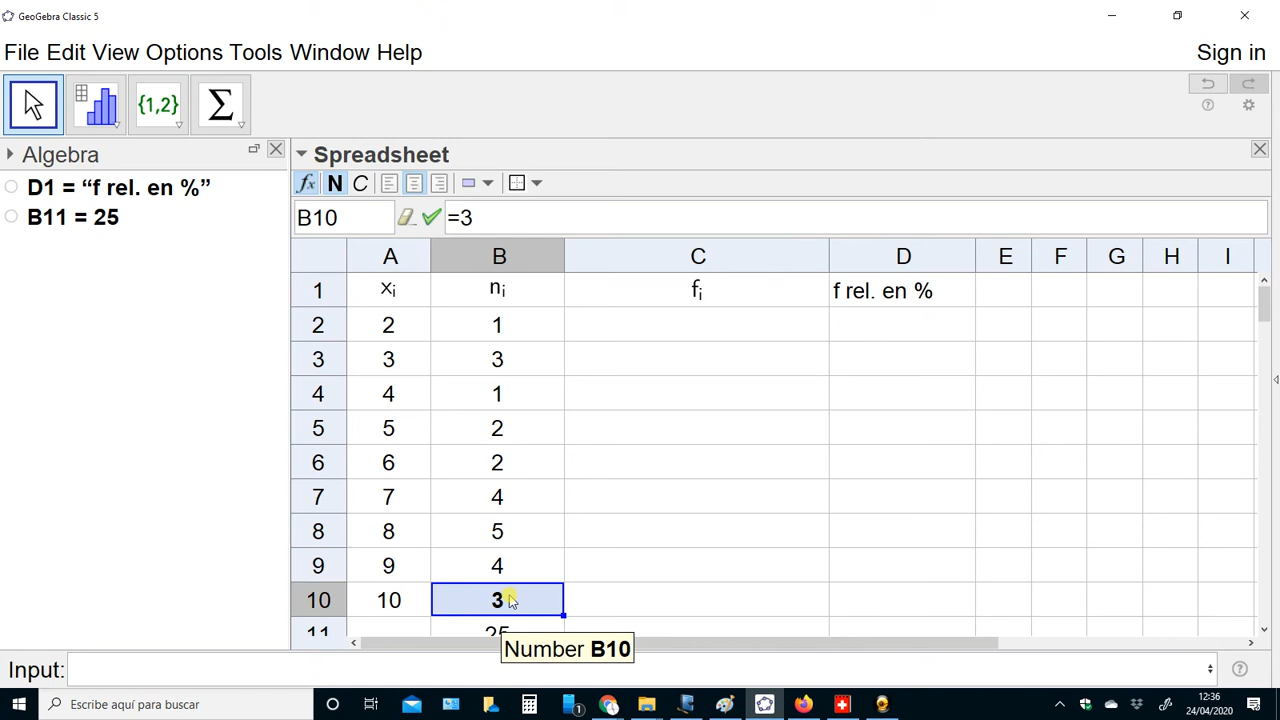 GeoGebra Classic 5
File Edit View Options Tools Window Help
Sign in
{1,2} Σ
Algebra
D1 = “f rel. en %”
B11 = 25
Spreadsheet
fx N C
B10 =3
A B C D E F G H I
1 xᵢ nᵢ fᵢ f rel. en %
2 2 1
3 3 3
4 4 1
5 5 2
6 6 2
7 7 4
8 8 5
9 9 4
10 10 3
11 25
Number B10
Input:
Escribe aquí para buscar
12:36
24/04/2020